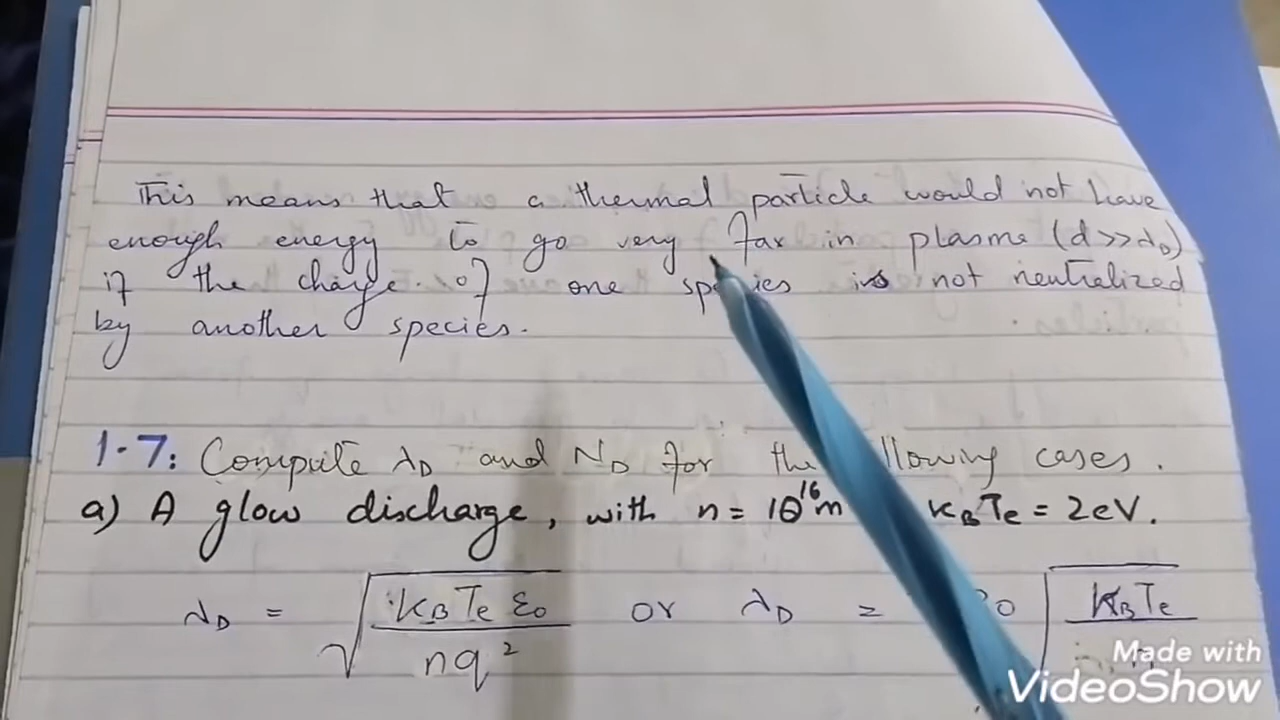 This means that a thermal particle would not have
enough energy to go very far in plasma (d>>λD)
if the charge of one species is not neutralized
by another species.
1.7: Compute λD and ND for the following cases.
a) A glow discharge, with n = 10^16 m KBTe = 2eV.
λD = √(KBTe ε0 / nq²) or λD = √(KBTe / n)
Made with
VideoShow